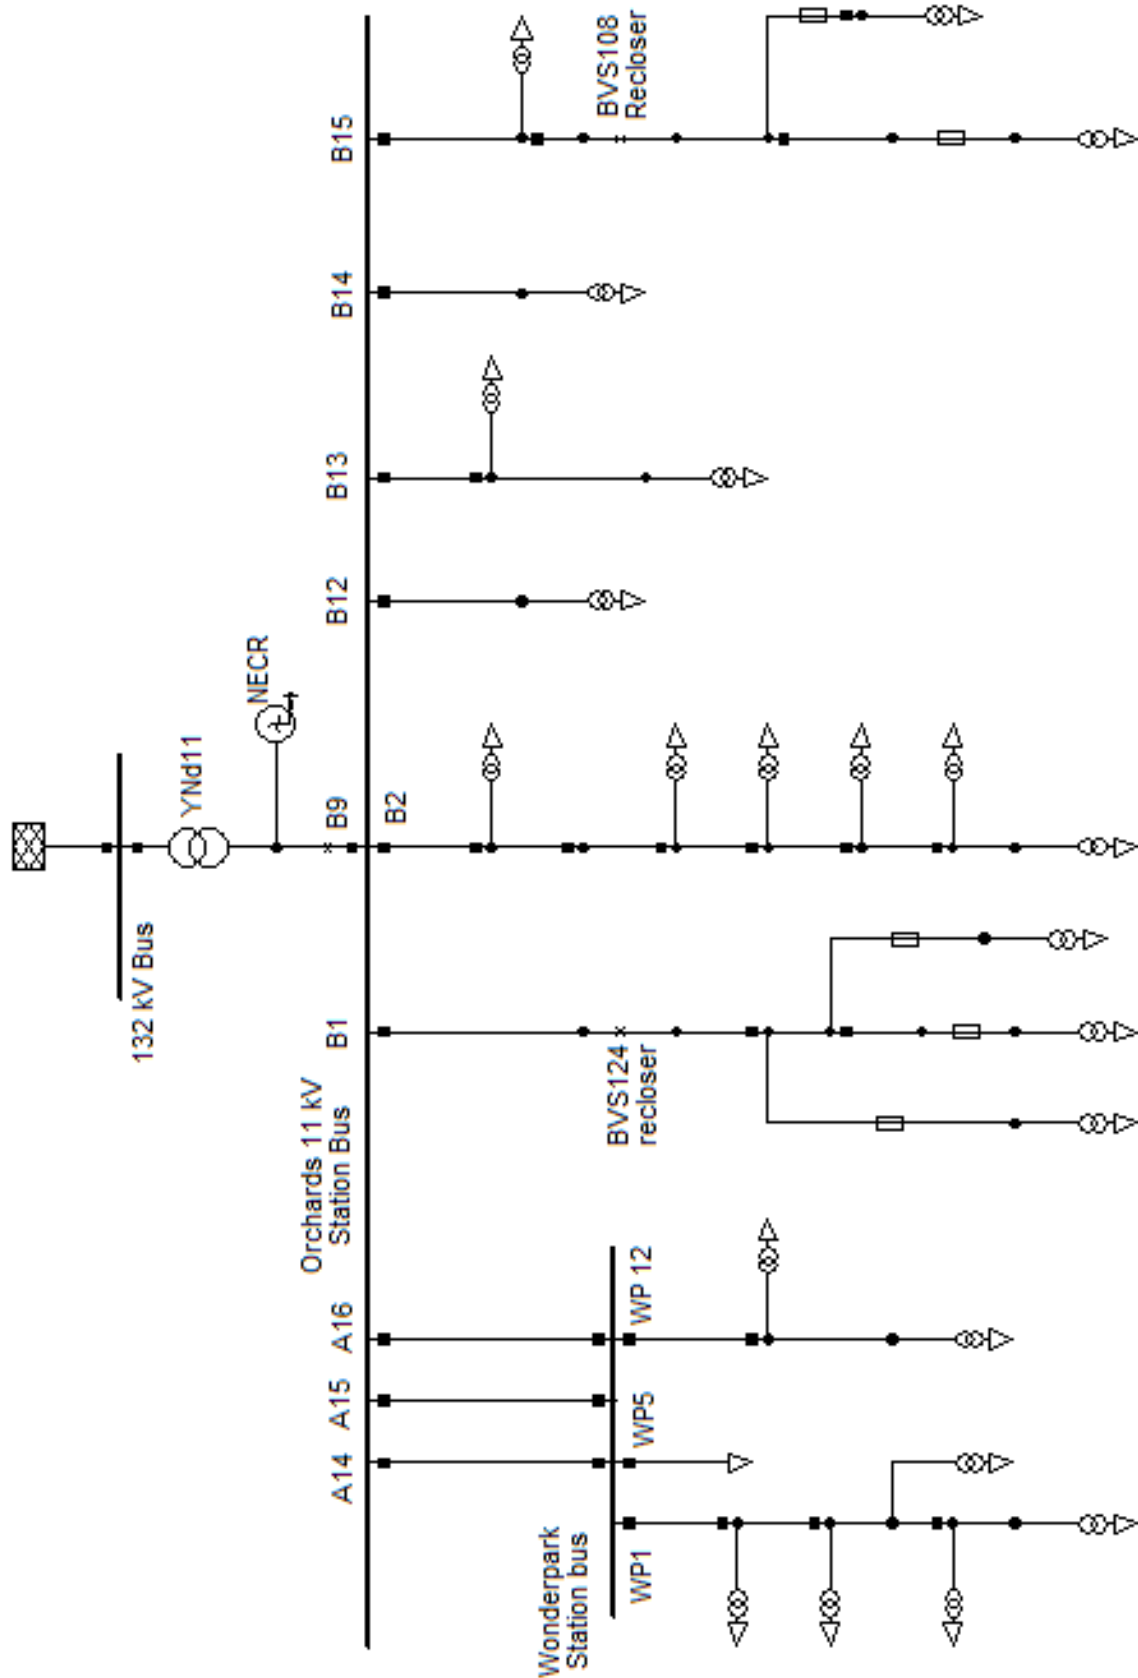 132 kV Bus
YNd11
NECR
Orchards 11 kV
Station Bus
A14
A15
A16
B1
B9
B2
B12
B13
B14
B15
Wonderpark
Station bus
WP1
WP5
WP 12
BVS124
recloser
BVS108
Recloser